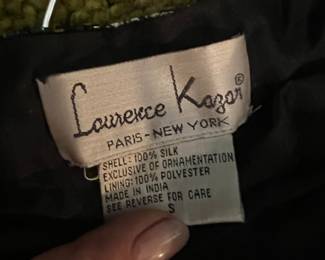 Laurence Kazar®
PARIS-NEW YORK
SHELL: 100% SILK
EXCLUSIVE OF ORNAMENTATION
LINING: 100% POLYESTER
MADE IN INDIA
SEE REVERSE FOR CARE
S